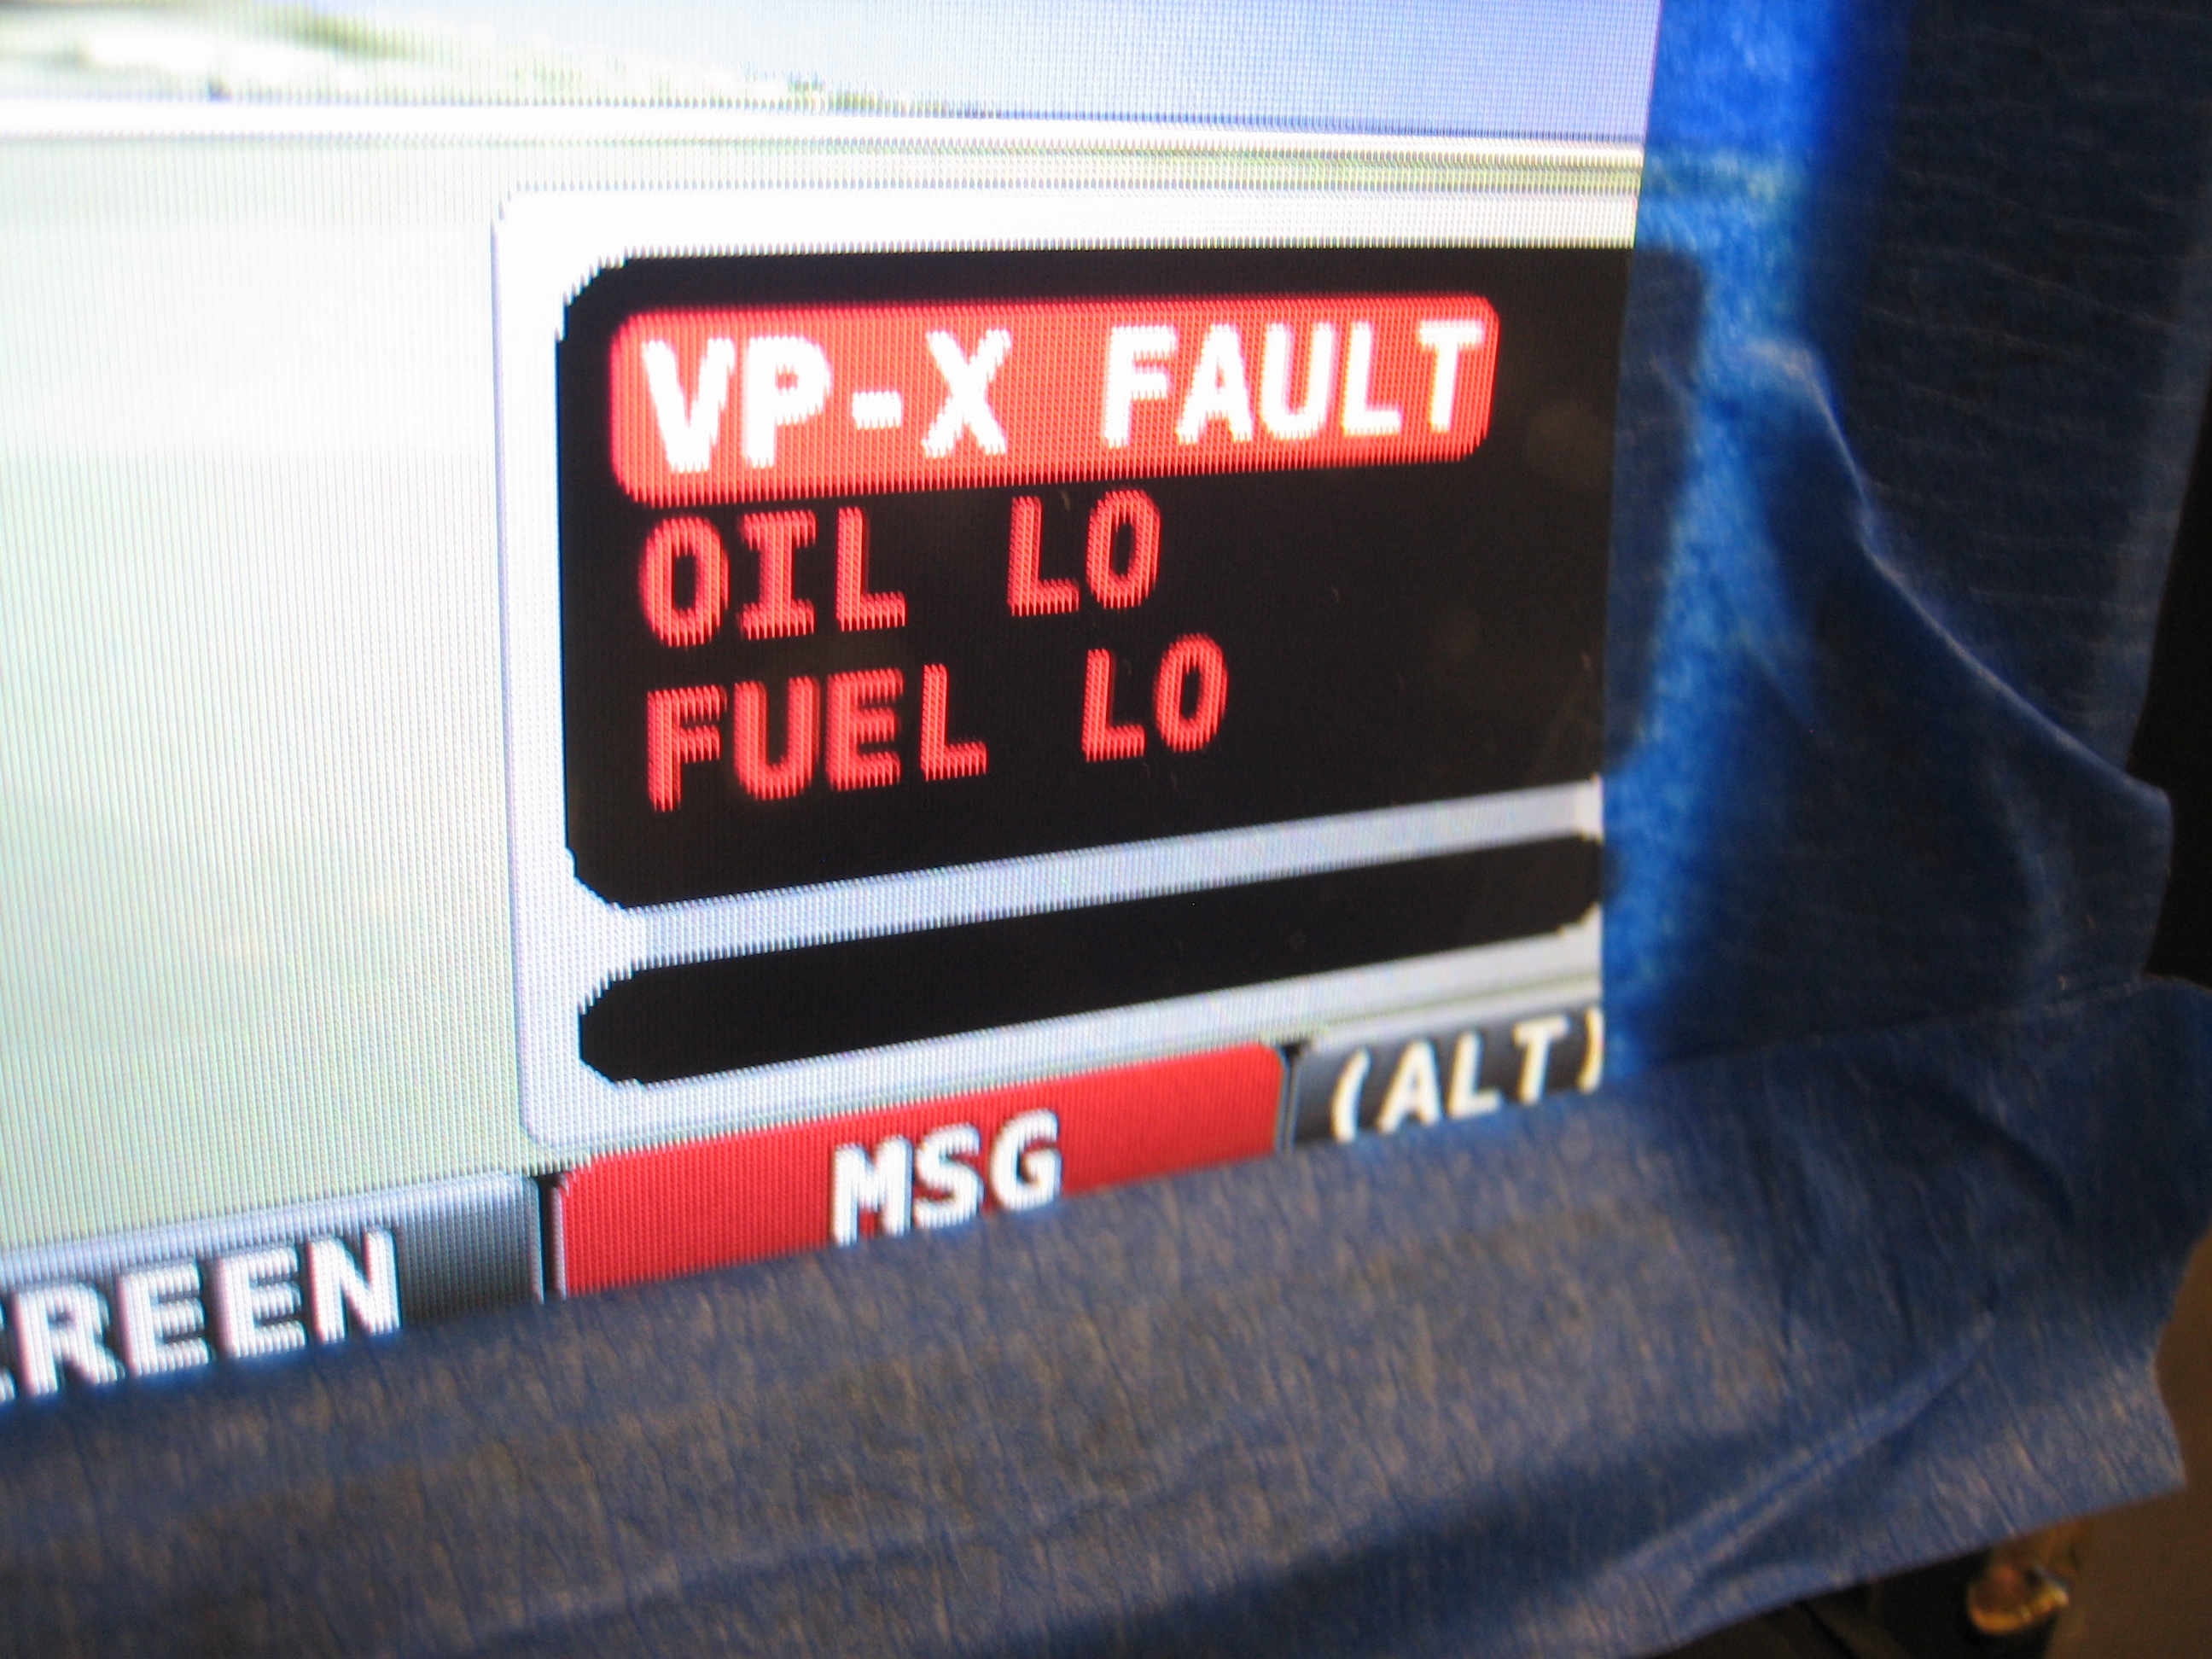 VP-X FAULT
OIL LO
FUEL LO
REEN MSG (ALT)